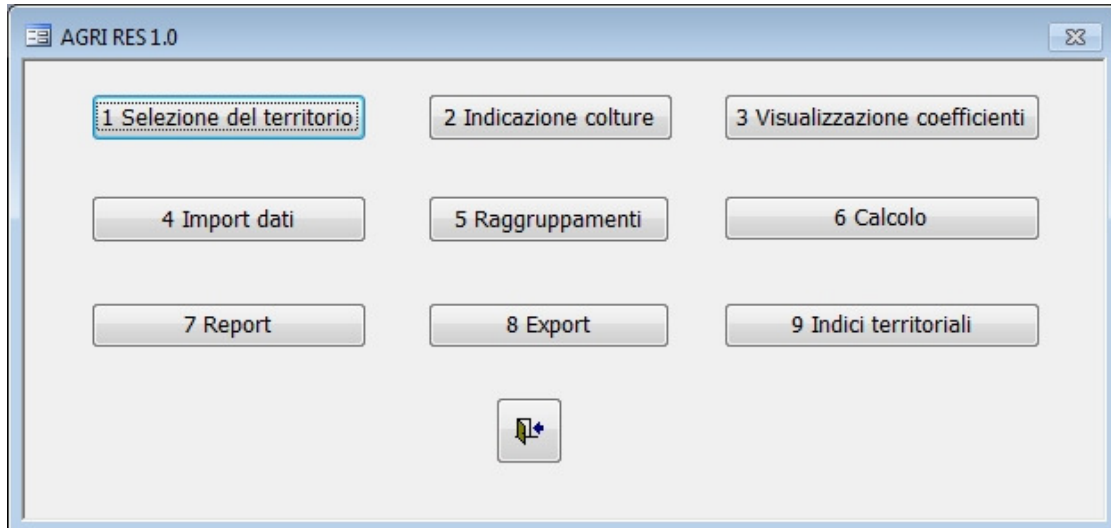 AGRI RES 1.0
1 Selezione del territorio
2 Indicazione colture
3 Visualizzazione coefficienti
4 Import dati
5 Raggruppamenti
6 Calcolo
7 Report
8 Export
9 Indici territoriali